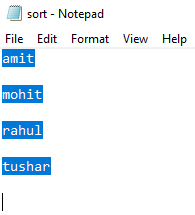 sort - Notepad
File Edit Format View Help
amit
mohit
rahul
tushar